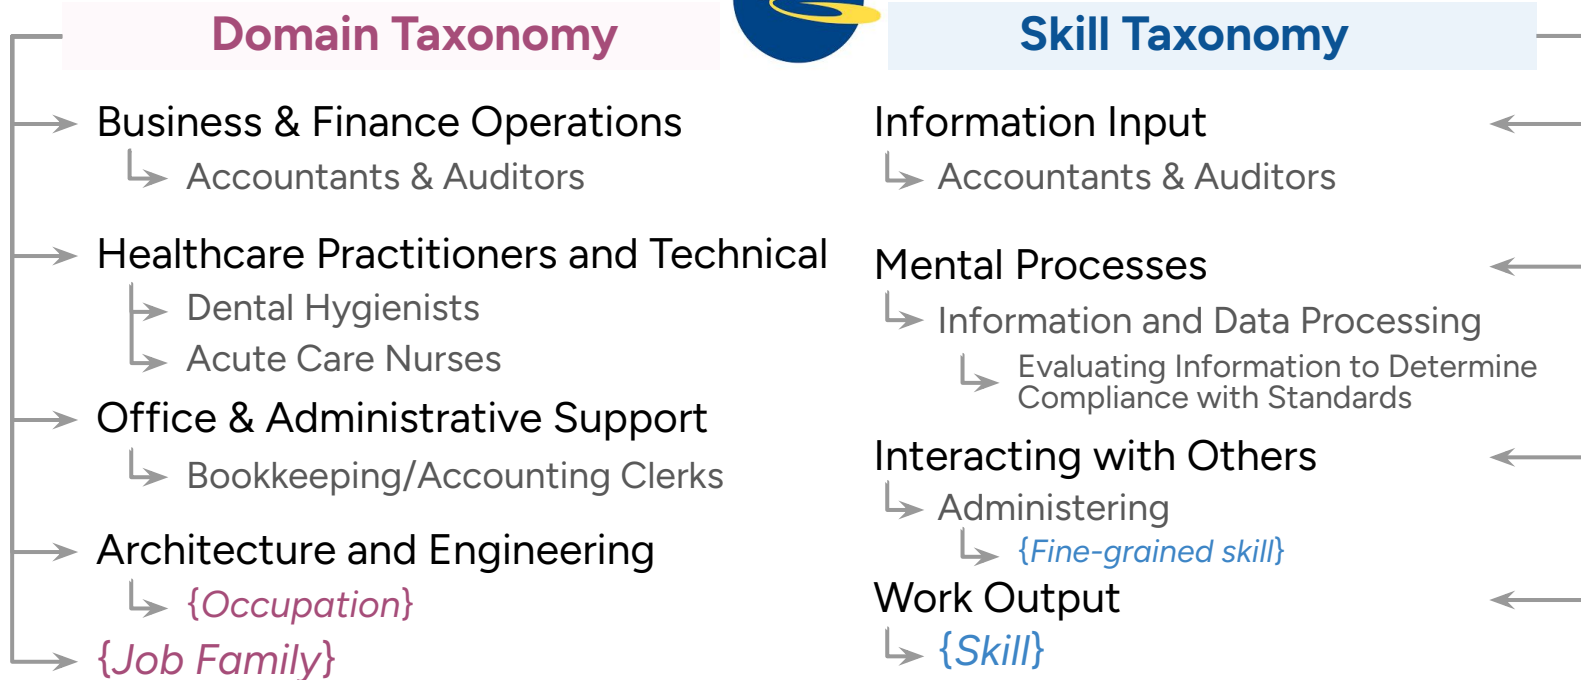 Domain Taxonomy
Business & Finance Operations
Accountants & Auditors
Healthcare Practitioners and Technical
Dental Hygienists
Acute Care Nurses
Office & Administrative Support
Bookkeeping/Accounting Clerks
Architecture and Engineering
{Occupation}
{Job Family}
Skill Taxonomy
Information Input
Accountants & Auditors
Mental Processes
Information and Data Processing
Evaluating Information to Determine
Compliance with Standards
Interacting with Others
Administering
{Fine-grained skill}
Work Output
{Skill}